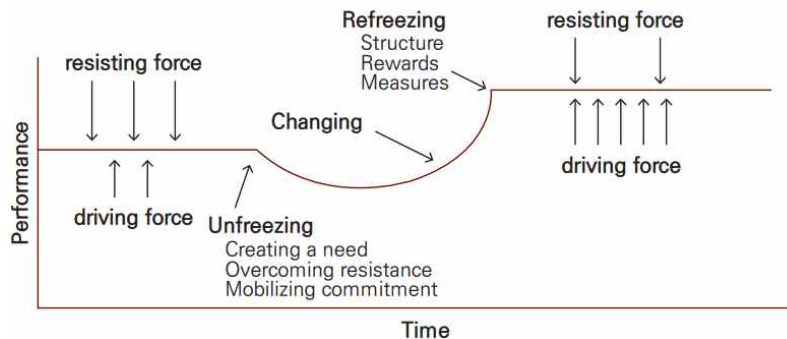 Refreezing
Structure
Rewards
Measures
resisting force
resisting force
Changing
driving force
driving force
Unfreezing
Creating a need
Overcoming resistance
Mobilizing commitment
Performance
Time